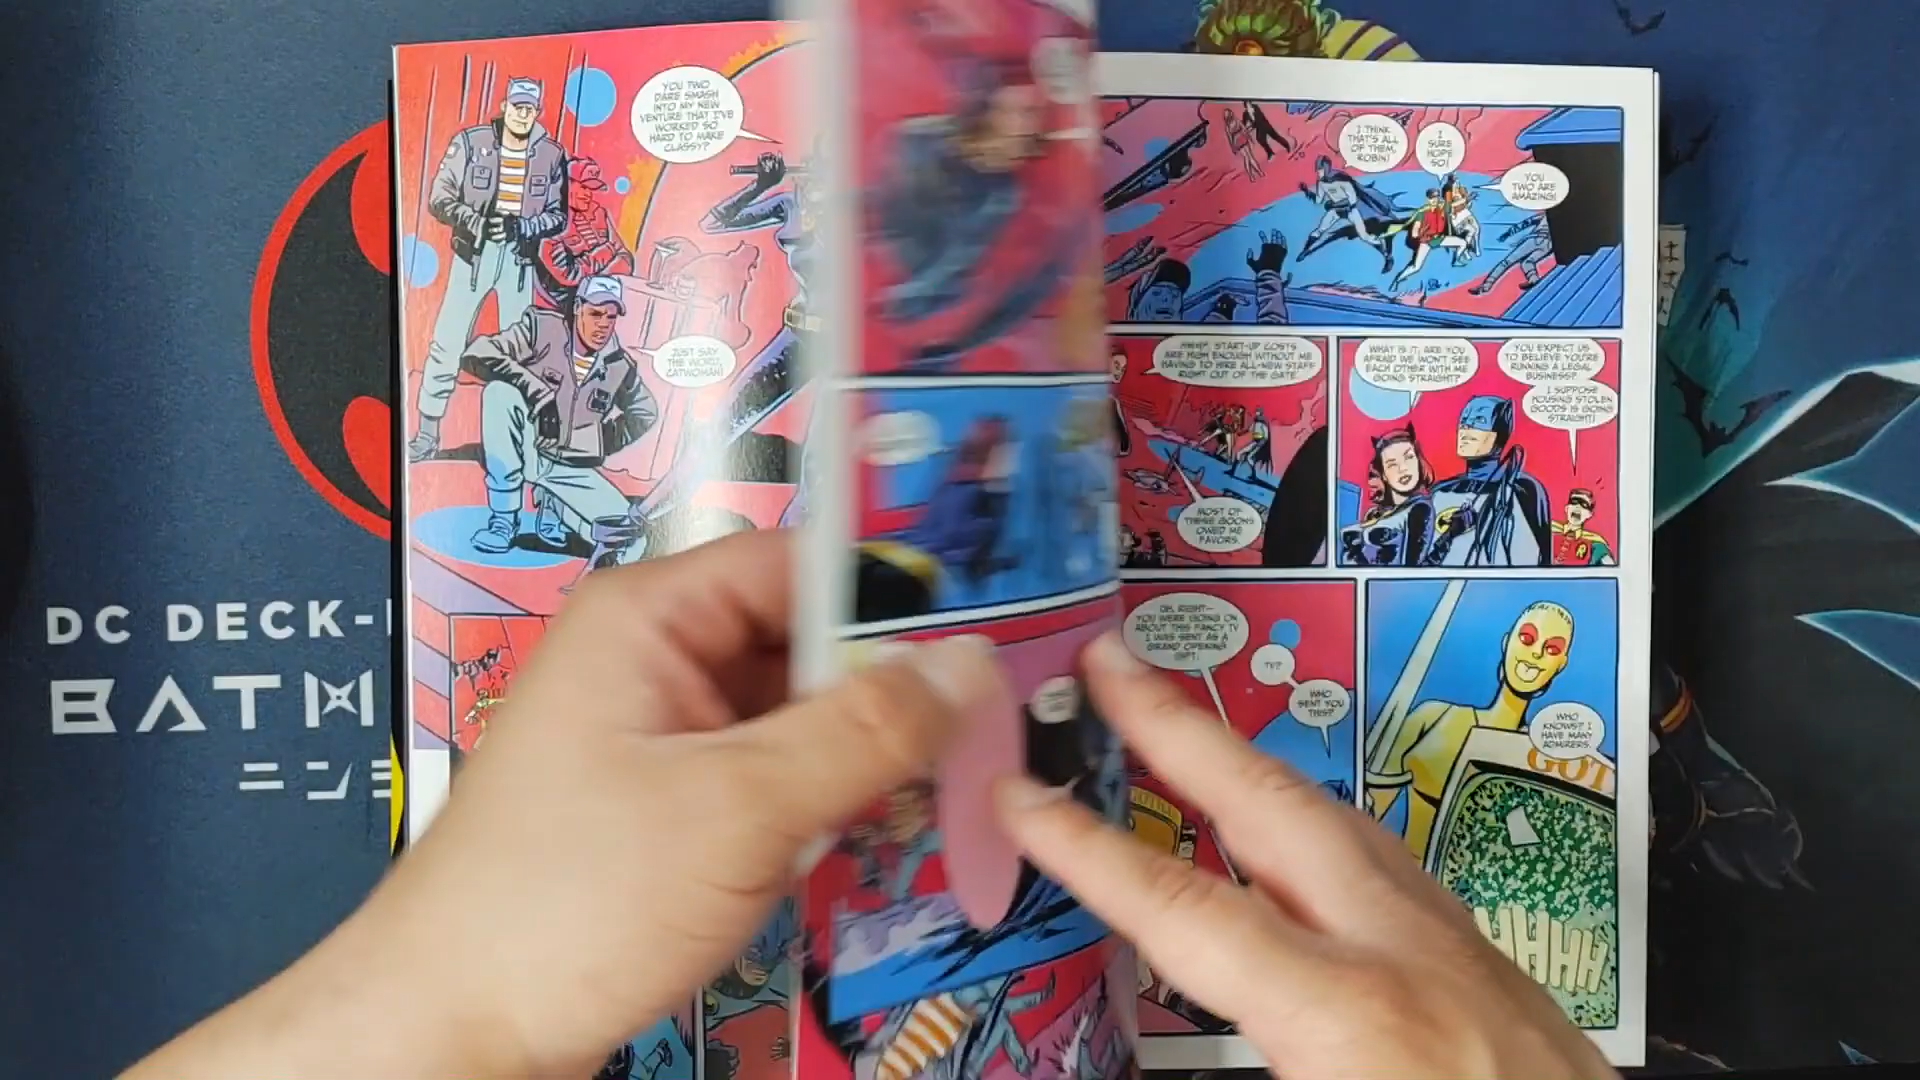 YOU TWO
DARE SMASH
INTO MY NEW
VENTURE THAT I'VE
WORKED SO
HARD TO MAKE
CLASSY?
JUST SAY
THE WORD,
CATWOMAN!
I THINK
THAT'S ALL
OF THEM,
ROBIN!
I
SURE
HOPE
SO!
YOU
TWO ARE
AMAZING!
START-UP COSTS
ARE HIGH ENOUGH WITHOUT ME
HAVING TO HIRE ALL-NEW STAFF
RIGHT OUT OF THE GATE.
MOST OF
THESE GOONS
OWED ME
FAVORS.
WHAT IS IT, ARE YOU
AFRAID WE WON'T SEE
EACH OTHER WITH ME
GOING STRAIGHT?
YOU EXPECT US
TO BELIEVE YOU'RE
RUNNING A LEGAL
BUSINESS?
I SUPPOSE
HOUSING STOLEN
GOODS IS GOING
STRAIGHT!
OH, RIGHT--
YOU WERE GOING ON
ABOUT THIS FANCY TV
I WAS SENT AS A
GRAND OPENING
GIFT.
TV?
WHO
SENT YOU
THIS?
WHO
KNOWS? I
HAVE MANY
ADMIRERS.
GOT
HHHH
DC DECK-
BATM
ニン